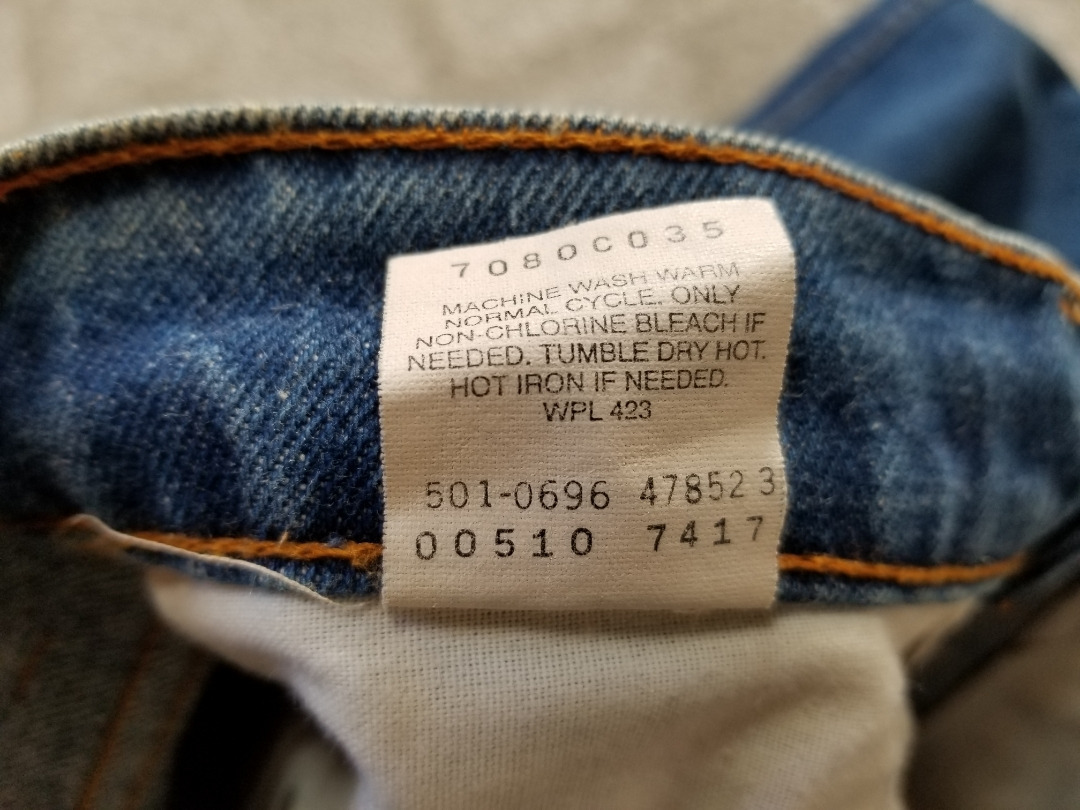 7080C035
MACHINE WASH WARM
NORMAL CYCLE. ONLY
NON-CHLORINE BLEACH IF
NEEDED. TUMBLE DRY HOT.
HOT IRON IF NEEDED.
WPL 423
501-0696 47852 3
00510 7417